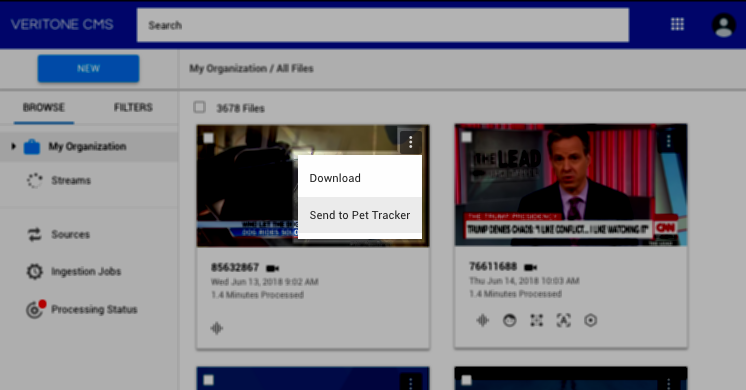 VERITONE CMS
Search
NEW
My Organization / All Files
BROWSE
FILTERS
3678 Files
My Organization
Streams
Sources
Ingestion Jobs
Processing Status
Download
Send to Pet Tracker
DOG RIDES
85632867
Wed Jun 13, 2018 9:02 AM
1.4 Minutes Processed
THE LEAD
THE TRUMP PRESIDENCY
TRUMP DENIES CHAOS: "I LIKE CONFLICT... I LIKE WATCHING IT"
CNN
76611688
Thu Jun 14, 2018 10:03 AM
1.4 Minutes Processed